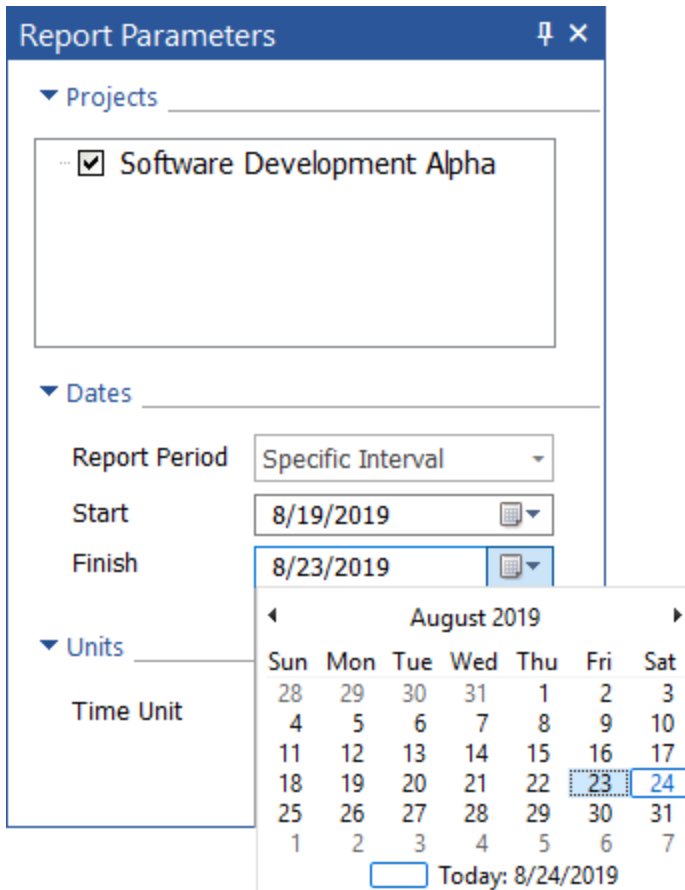 Report Parameters
Projects
Software Development Alpha
Dates
Report Period Specific Interval
Start 8/19/2019
Finish 8/23/2019
August 2019
Units
Sun Mon Tue Wed Thu Fri Sat
28 29 30 31 1 2 3
Time Unit
4 5 6 7 8 9 10
11 12 13 14 15 16 17
18 19 20 21 22 23 24
25 26 27 28 29 30 31
1 2 3 4 5 6 7
Today: 8/24/2019